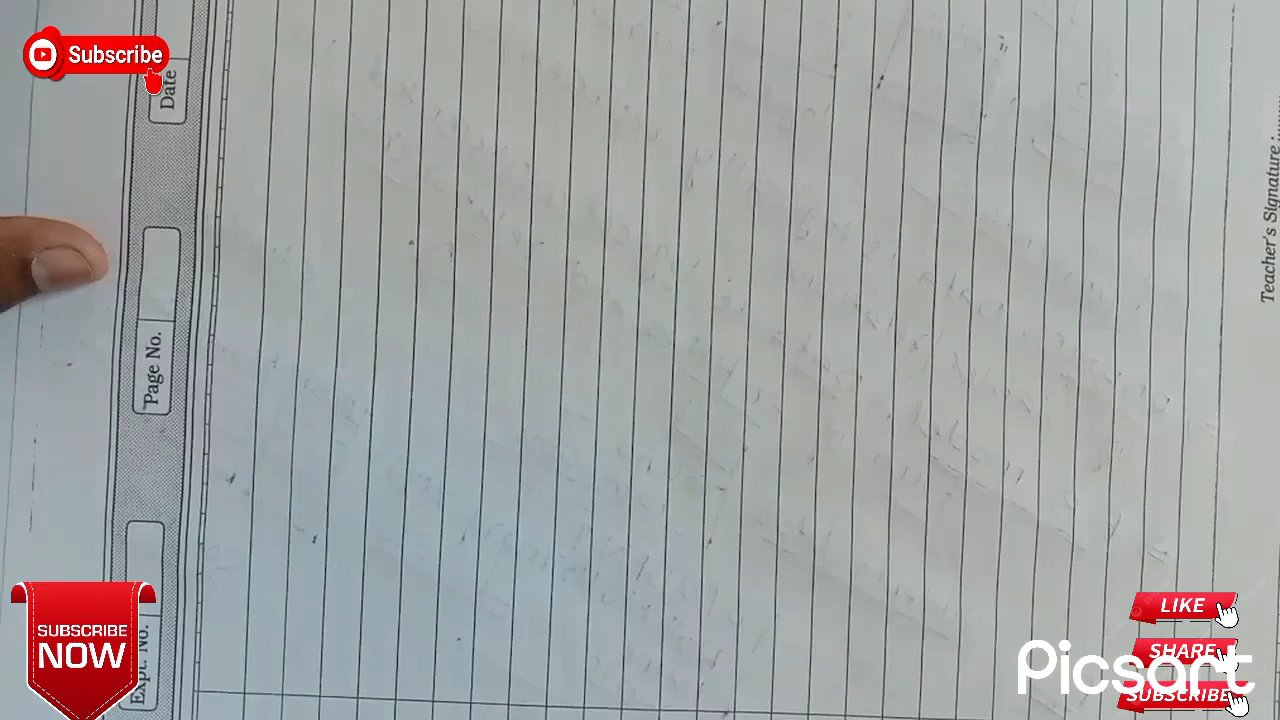 Subscribe
Date
Page No.
Expt. No.
Teacher's Signature :
SUBSCRIBE
NOW
LIKE
SHARE
SUBSCRIBE
Picsart